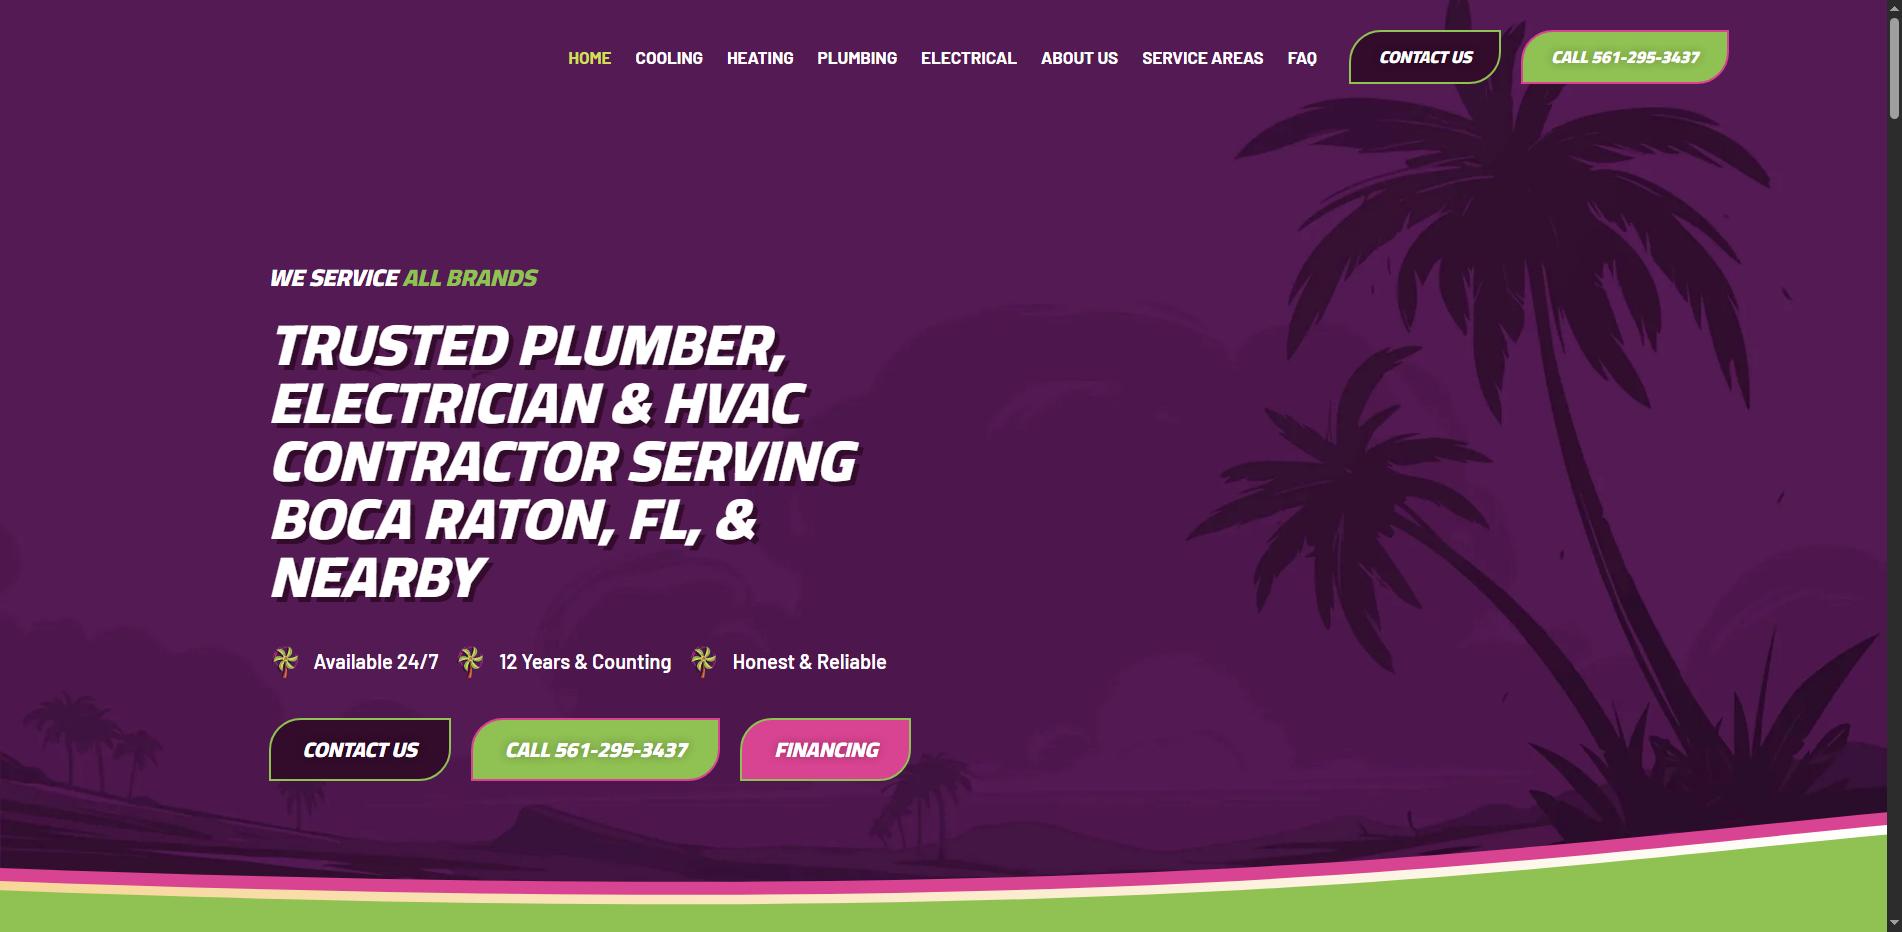 HOME COOLING HEATING PLUMBING ELECTRICAL ABOUT US SERVICE AREAS FAQ CONTACT US CALL 561-295-3437
WE SERVICE ALL BRANDS
TRUSTED PLUMBER,
ELECTRICIAN & HVAC
CONTRACTOR SERVING
BOCA RATON, FL, &
NEARBY
Available 24/7 12 Years & Counting Honest & Reliable
CONTACT US CALL 561-295-3437 FINANCING